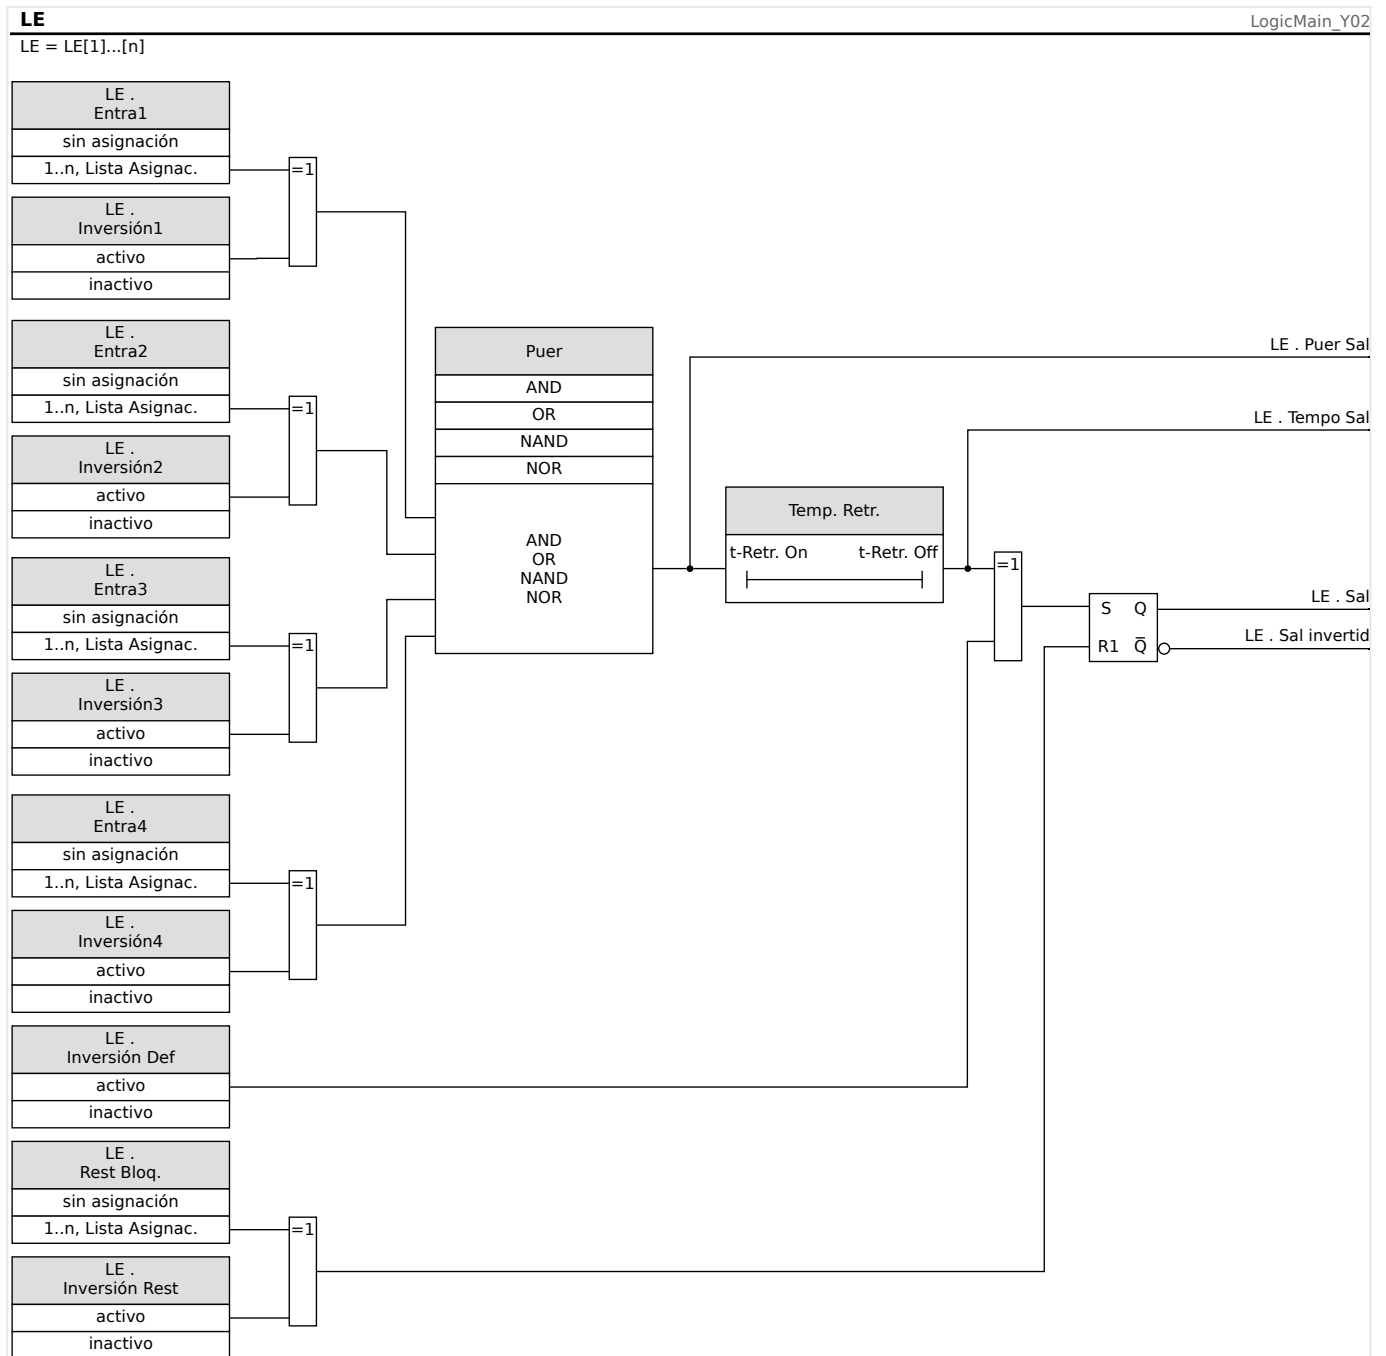 LE
LogicMain_Y02
LE = LE[1]...[n]
LE .
Entra1
sin asignación
1..n, Lista Asignac.
=1
LE .
Inversión1
activo
inactivo
LE .
Entra2
sin asignación
1..n, Lista Asignac.
=1
LE .
Inversión2
activo
inactivo
LE .
Entra3
sin asignación
1..n, Lista Asignac.
=1
LE .
Inversión3
activo
inactivo
LE .
Entra4
sin asignación
1..n, Lista Asignac.
=1
LE .
Inversión4
activo
inactivo
LE .
Inversión Def
activo
inactivo
LE .
Rest Bloq.
sin asignación
1..n, Lista Asignac.
=1
LE .
Inversión Rest
activo
inactivo
Puer
AND
OR
NAND
NOR
AND
OR
NAND
NOR
Temp. Retr.
t-Retr. On t-Retr. Off
=1
S Q
R1 Q̅
LE . Puer Sal
LE . Tempo Sal
LE . Sal
LE . Sal invertid